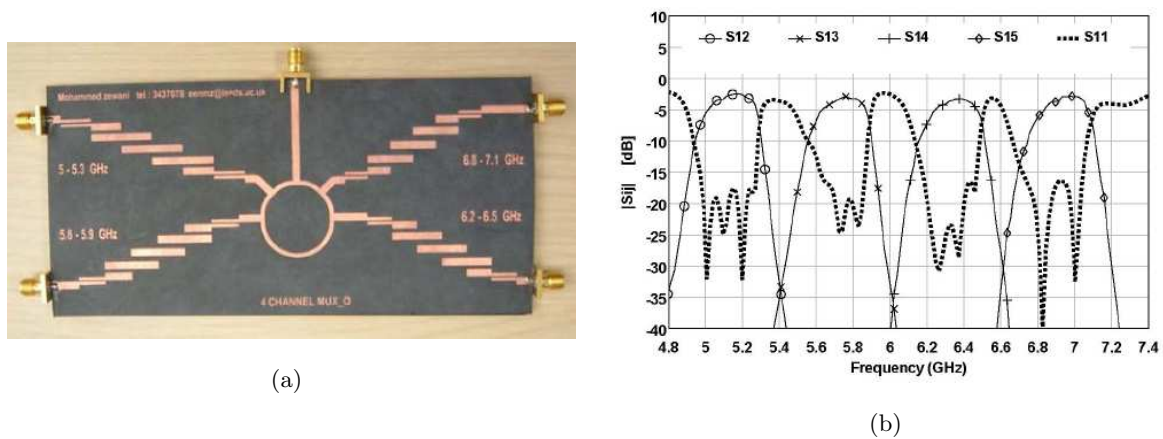 Mohammed zewani tel : 3437078 eenmz@leeds.ac.uk
5 - 5.3 GHz
6.8 - 7.1 GHz
5.6 - 5.9 GHz
6.2 - 6.5 GHz
4 CHANNEL MUX_O
(a)
S12 S13 S14 S15 S11
10
5
0
-5
-10
-15
-20
-25
-30
-35
-40
|Sij| [dB]
4.8 5 5.2 5.4 5.6 5.8 6 6.2 6.4 6.6 6.8 7 7.2 7.4
Frequency (GHz)
(b)